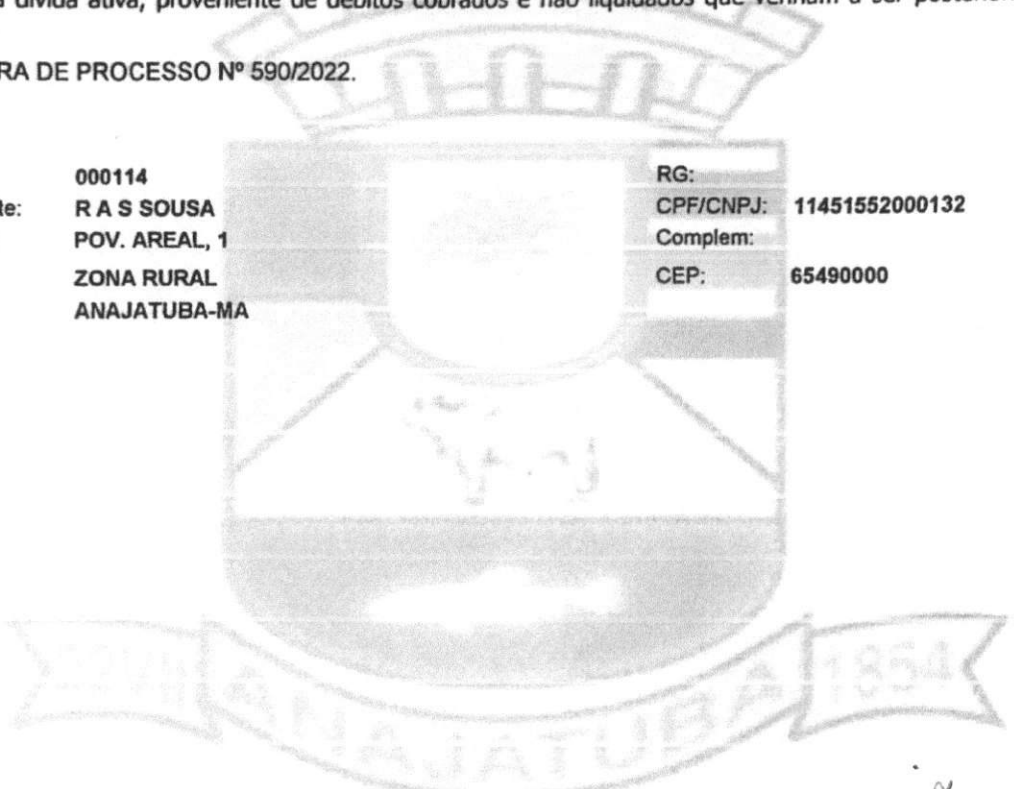 dívida ativa, proveniente de débitos cobrados e não liquidados que venham a ser
RA DE PROCESSO Nº 590/2022.
000114 RG:
te: R A S SOUSA CPF/CNPJ: 11451552000132
POV. AREAL, 1 Complem:
ZONA RURAL CEP: 65490000
ANAJATUBA-MA
ANAJATUBA 1854